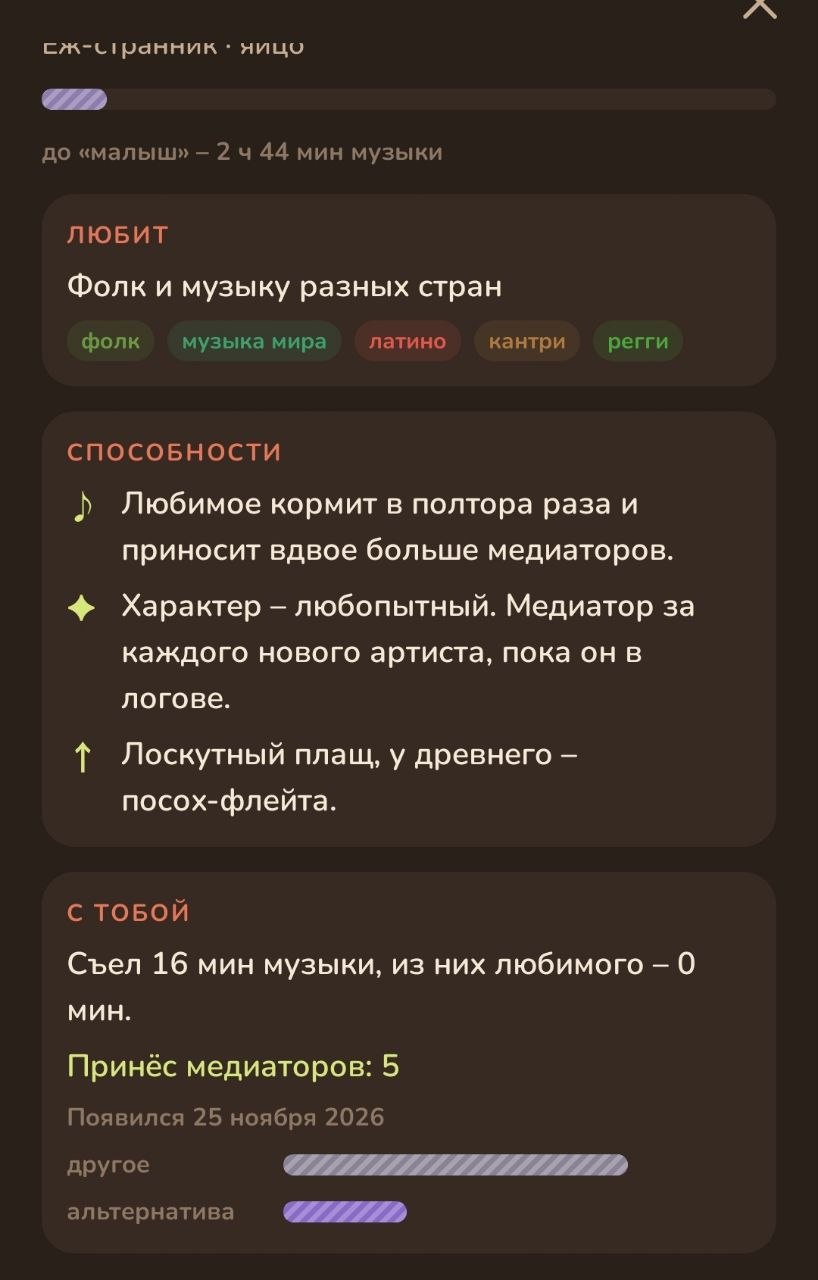 Ёж-странник · яйцо
до «малыш» – 2 ч 44 мин музыки
ЛЮБИТ
Фолк и музыку разных стран
фолк музыка мира латино кантри регги
СПОСОБНОСТИ
♪ Любимое кормит в полтора раза и
приносит вдвое больше медиаторов.
✦ Характер – любопытный. Медиатор за
каждого нового артиста, пока он в
логове.
↑ Лоскутный плащ, у древнего –
посох-флейта.
С ТОБОЙ
Съел 16 мин музыки, из них любимого – 0
мин.
Принёс медиаторов: 5
Появился 25 ноября 2026
другое
альтернатива